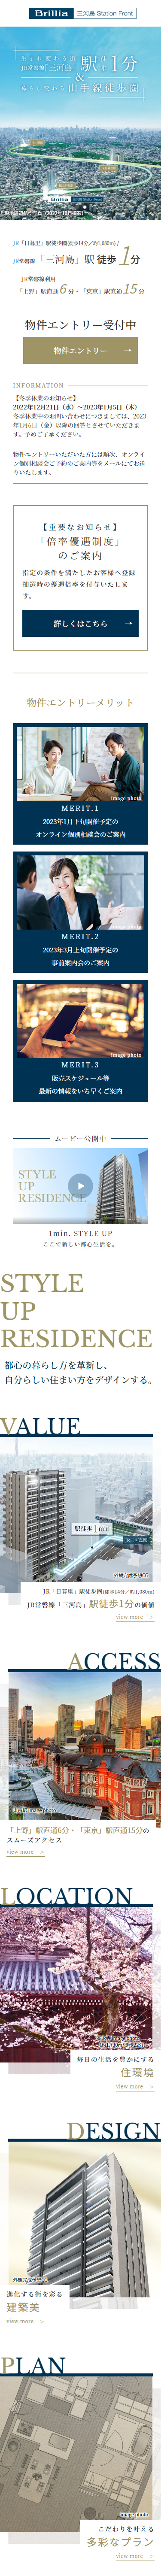 Brillia 三河島 Station Front
生まれ変わる街
JR常磐線「三河島」駅徒歩1分
&
暮らし変わる山手線徒歩圏
JR「日暮里」駅徒歩圏(徒歩14分／約1,080m) /
JR常磐線「三河島」駅 徒歩1分
JR常磐線利用
「上野」駅直通6分・「東京」駅直通15分
物件エントリー受付中
物件エントリー →
INFORMATION
【冬季休業のお知らせ】
2022年12月21日（水）～2023年1月5日（木）
冬季休業中のお問い合わせにつきましては、2023
年1月6日（金）以降の回答とさせていただきま
す。予めご了承ください。
物件エントリーいただいた方には順次、オンライ
ン個別相談会ご予約のご案内等をメールにてお送
りいたします。
【重要なお知らせ】
「倍率優遇制度」
のご案内
指定の条件を満たしたお客様へ登録
抽選時の優遇倍率を付与いたしま
す。
詳しくはこちら →
物件エントリーメリット
image photo
MERIT.1
2023年1月下旬開催予定の
オンライン個別相談会のご案内
MERIT.2
2023年3月上旬開催予定の
事前案内会のご案内
image photo
MERIT.3
販売スケジュール等
最新の情報をいち早くご案内
ムービー公開中
STYLE
UP
RESIDENCE
1min. STYLE UP
ここで新しい都心生活を。
STYLE
UP
RESIDENCE
都心の暮らし方を革新し、
自分らしい住まい方をデザインする。
VALUE
駅徒歩1min
外観完成予想CG
JR「日暮里」駅徒歩圏(徒歩14分／約1,080m)
JR常磐線「三河島」駅徒歩1分の価値
view more >
ACCESS
「上野」駅直通6分・「東京」駅直通15分の
スムーズアクセス
view more >
LOCATION
毎日の生活を豊かにする
住環境
view more >
DESIGN
外観完成予想CG
進化する街を彩る
建築美
view more >
PLAN
image photo
こだわりを叶える
多彩なプラン
view more >